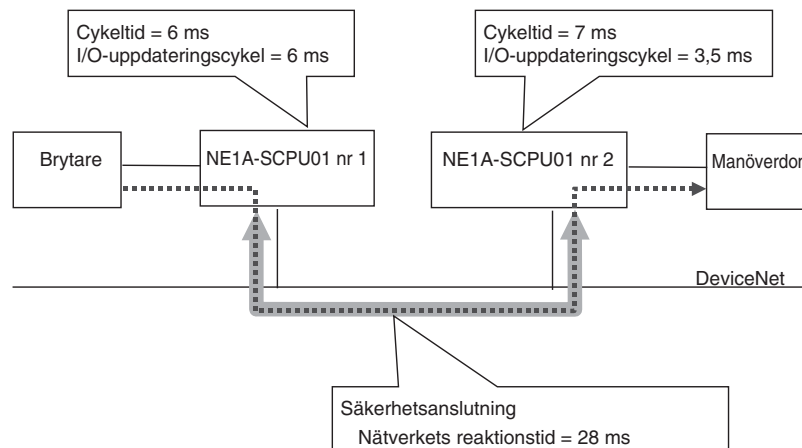 Cykeltid = 6 ms
I/O-uppdateringscykel = 6 ms
Cykeltid = 7 ms
I/O-uppdateringscykel = 3,5 ms
Brytare
NE1A-SCPU01 nr 1
NE1A-SCPU01 nr 2
Manöverdor
DeviceNet
Säkerhetsanslutning
Nätverkets reaktionstid = 28 ms